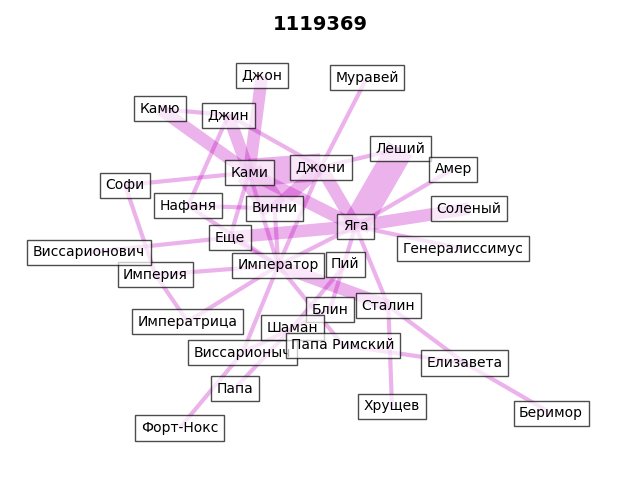 1119369
Джон
Муравей
Камю
Джин
Леший
Джони
Амер
Ками
Софи
Нафаня
Винни
Соленый
Яга
Еще
Генералиссимус
Виссарионович
Император
Пий
Империя
Блин
Сталин
Императрица
Шаман
Папа Римский
Виссарионыч
Елизавета
Папа
Хрущев
Беримор
Форт-Нокс